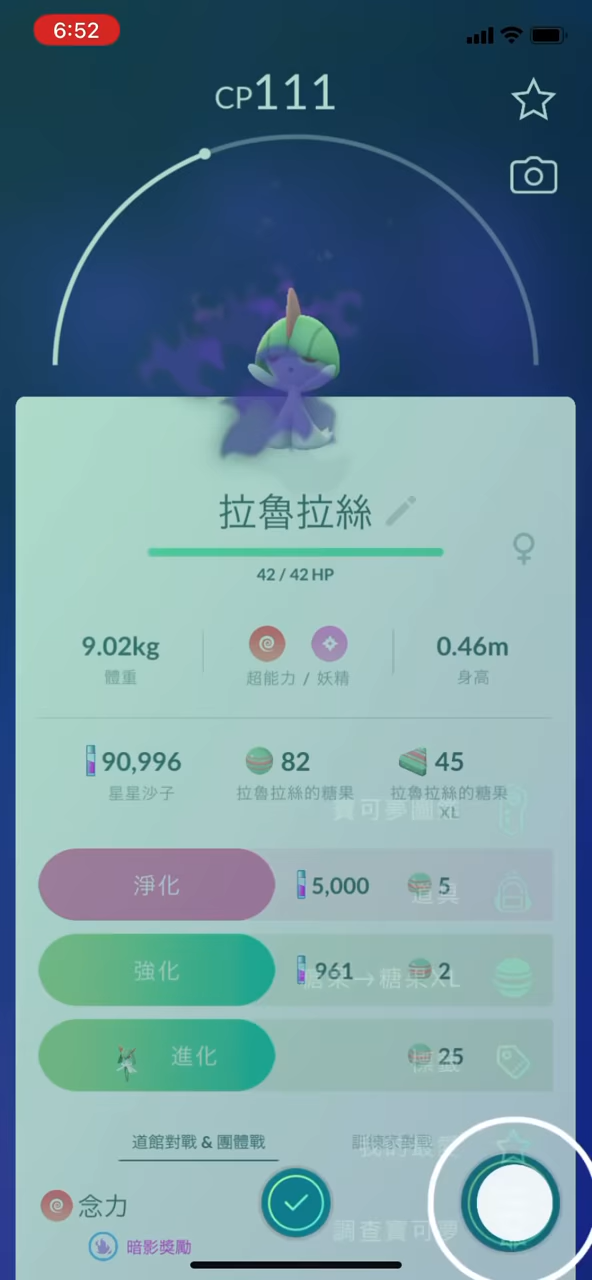 6:52
CP111
拉魯拉絲
42 / 42 HP
9.02kg
體重
超能力 / 妖精
0.46m
身高
90,996
星星沙子
82
拉魯拉絲的糖果
45
拉魯拉絲的糖果
XL
寶可夢圖鑑
淨化
5,000
5
道具
強化
961
2
糖果→糖果XL
進化
25
標籤
道館對戰 & 團體戰
訓練家對戰
我的最愛
念力
調查寶可夢
暗影獎勵